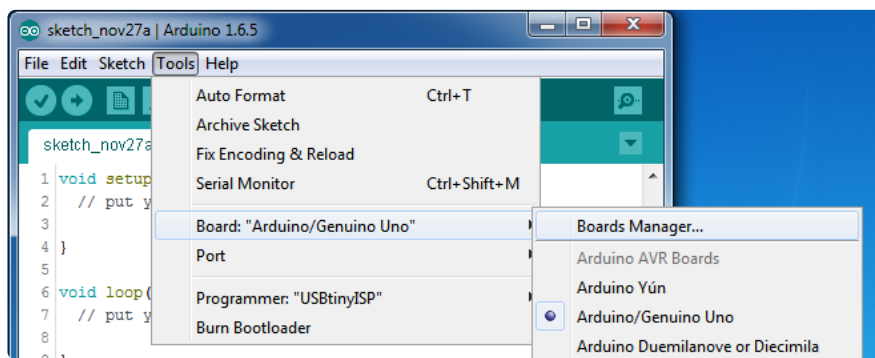 sketch_nov27a | Arduino 1.6.5
File Edit Sketch Tools Help
sketch_nov27a
Auto Format Ctrl+T
Archive Sketch
Fix Encoding & Reload
Serial Monitor Ctrl+Shift+M
Board: "Arduino/Genuino Uno"
Port
Programmer: "USBtinyISP"
Burn Bootloader
Boards Manager...
Arduino AVR Boards
Arduino Yún
Arduino/Genuino Uno
Arduino Duemilanove or Diecimila
1 void setup
2 // put y
3
4 }
5
6 void loop(
7 // put y
8